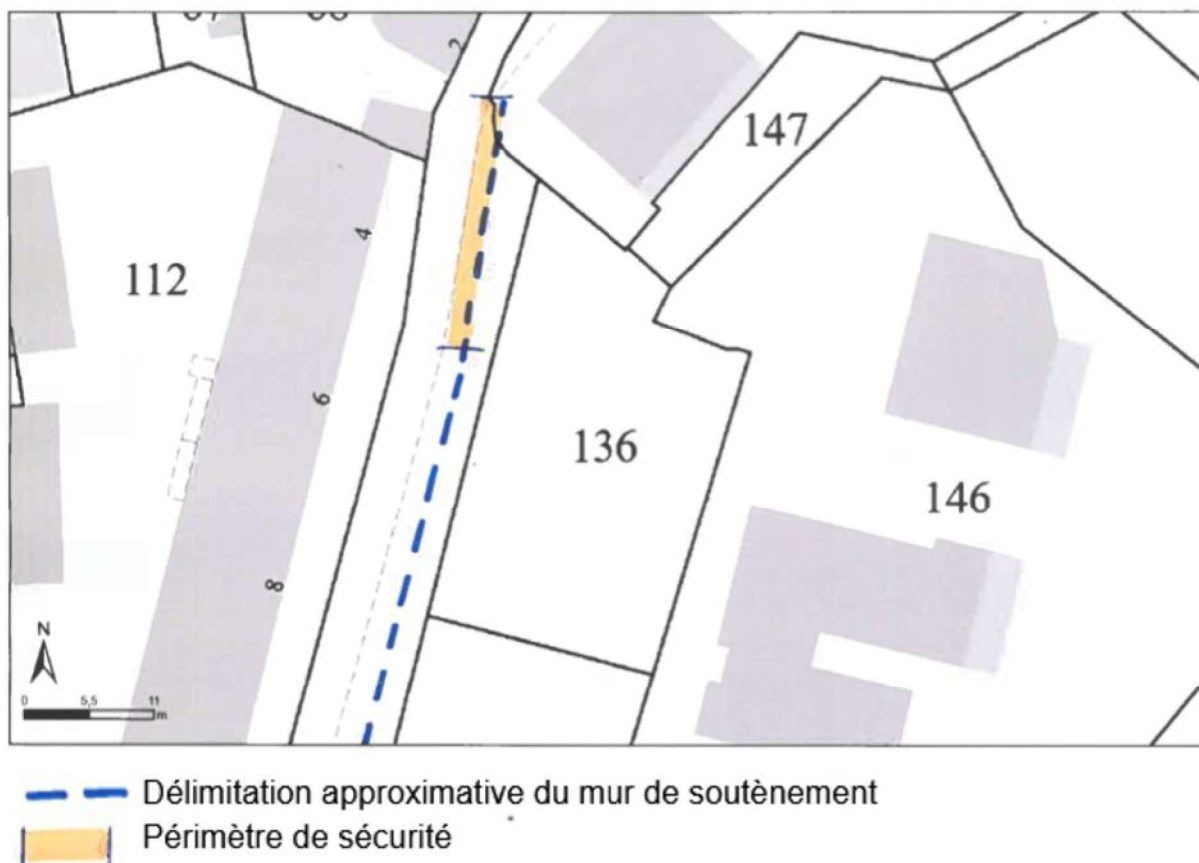 2
147
4
112
6
136
146
8
N
0 5,5 11
m
Délimitation approximative du mur de soutènement
Périmètre de sécurité